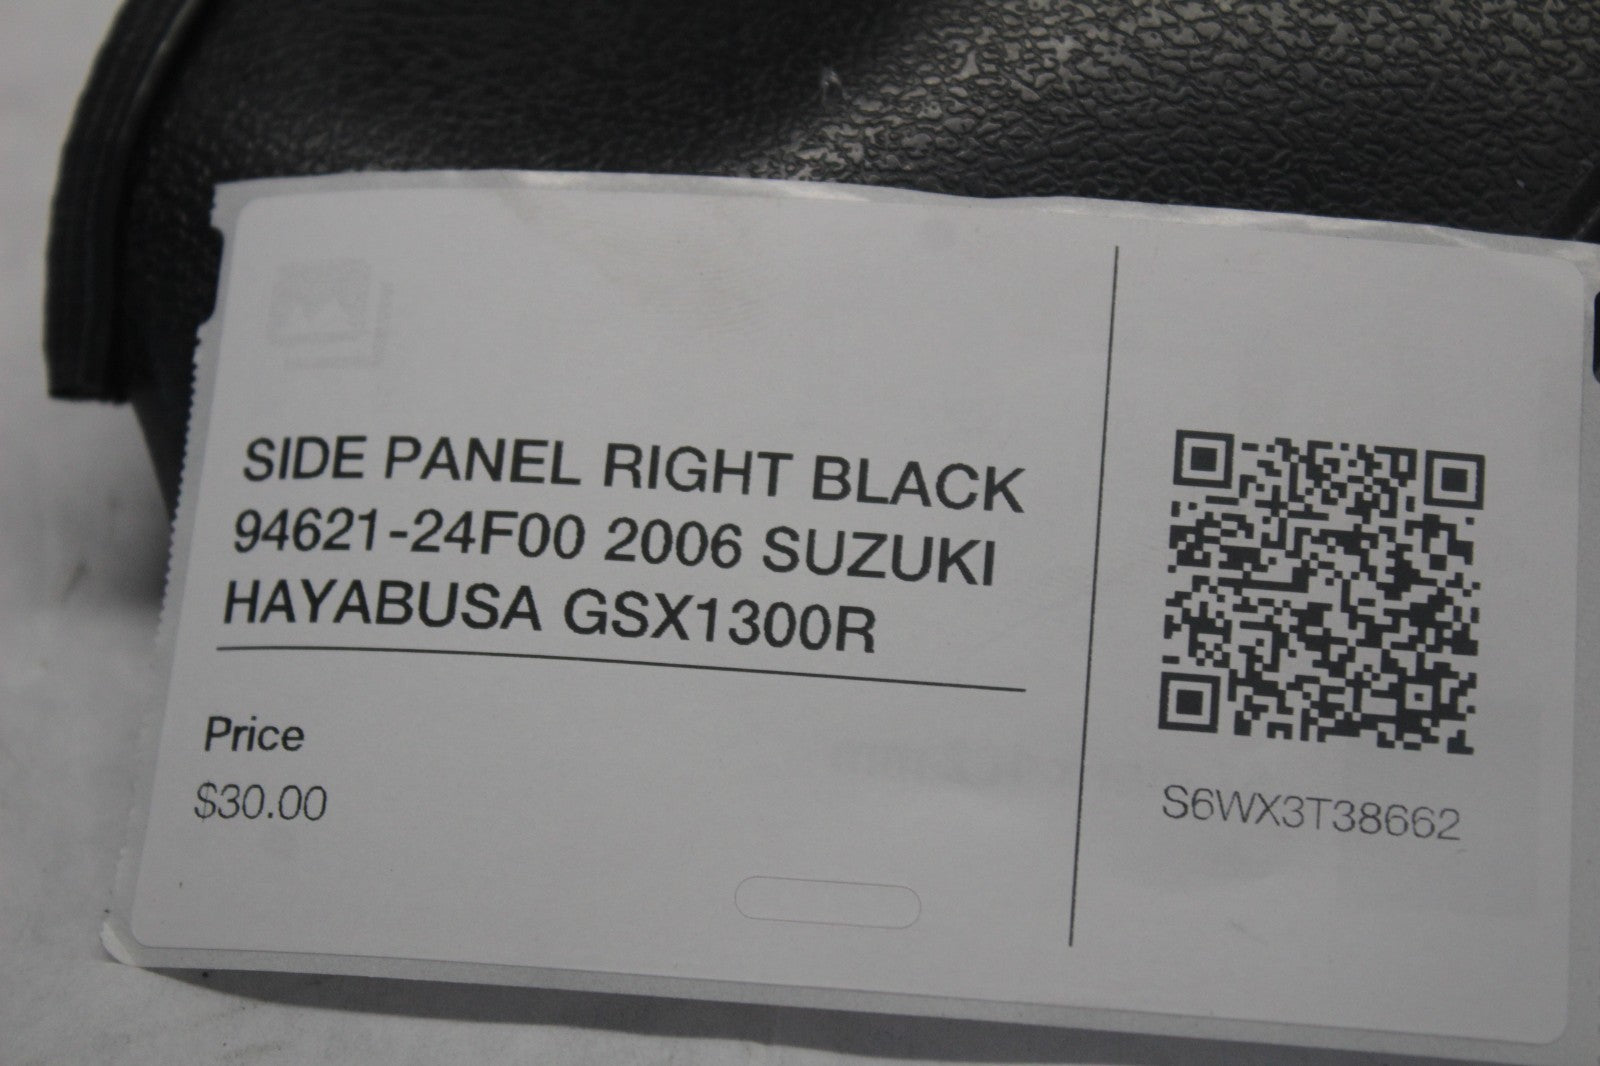 SIDE PANEL RIGHT BLACK
94621-24F00 2006 SUZUKI
HAYABUSA GSX1300R
Price
$30.00
S6WX3T38662